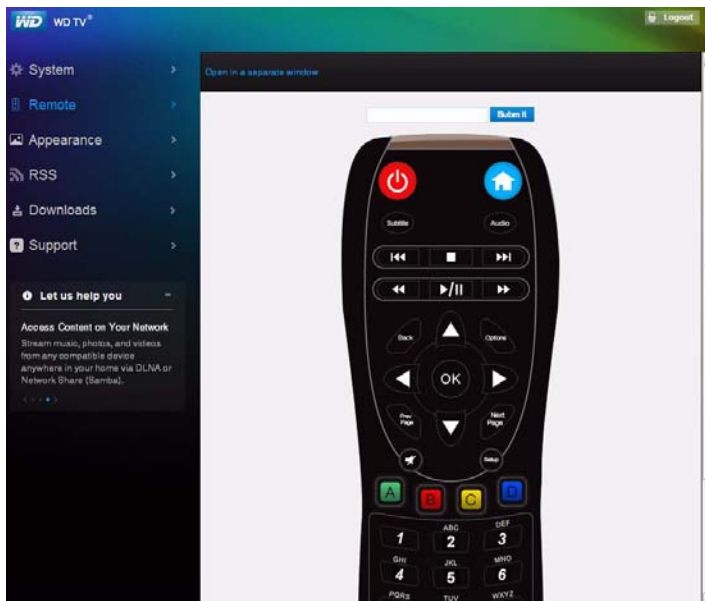 WD WD TV®
Logout
System
Remote
Appearance
RSS
Downloads
? Support
Let us help you
Access Content on Your Network
Stream music, photos, and videos
from any compatible device
anywhere in your home via DLNA or
Network Share (Samba).
Open in a separate window
Submit
Subtitle Audio
Back Options
OK
Prev
Page
Next
Page
Setup
A B C D
ABC DEF
1 2 3
GHI JKL MNO
4 5 6
PQRS TUV WXYZ